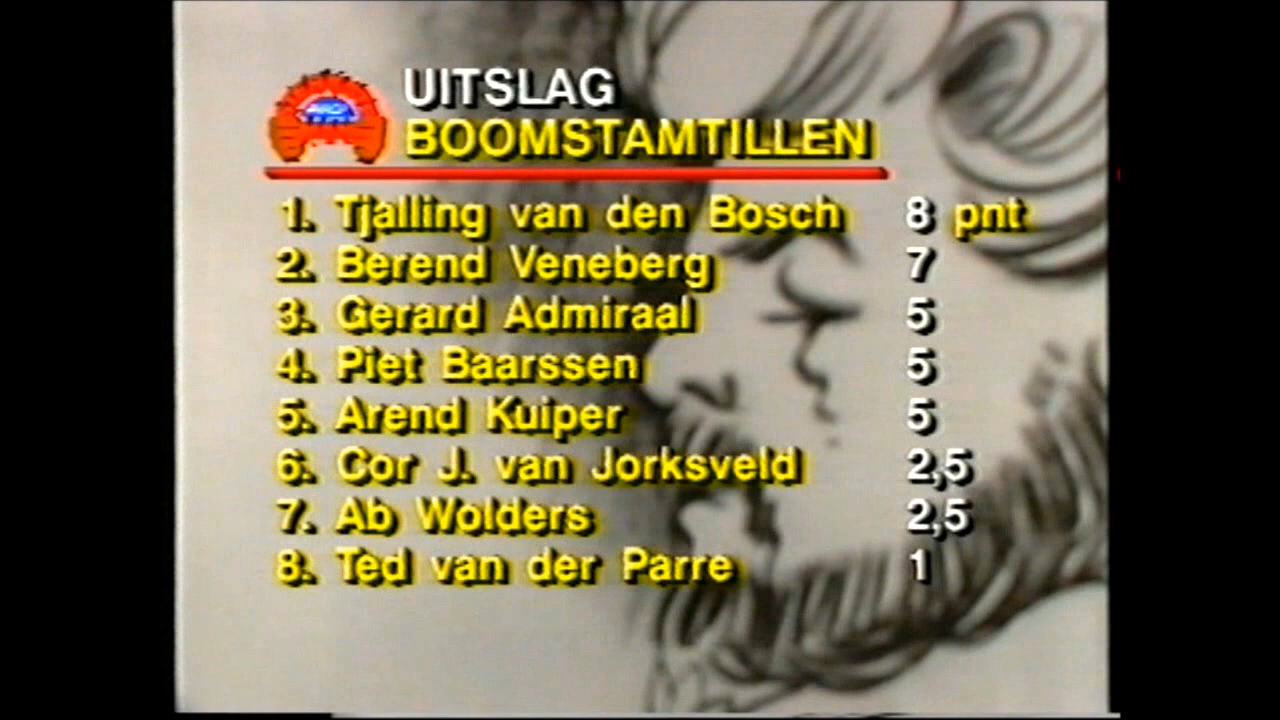 UITSLAG
BOOMSTAMTILLEN
1. Tjalling van den Bosch 8 pnt
2. Berend Veneberg 7
3. Gerard Admiraal 5
4. Piet Baarssen 5
5. Arend Kuiper 5
6. Cor J. van Jorksveld 2,5
7. Ab Wolders 2,5
8. Ted van der Parre 1